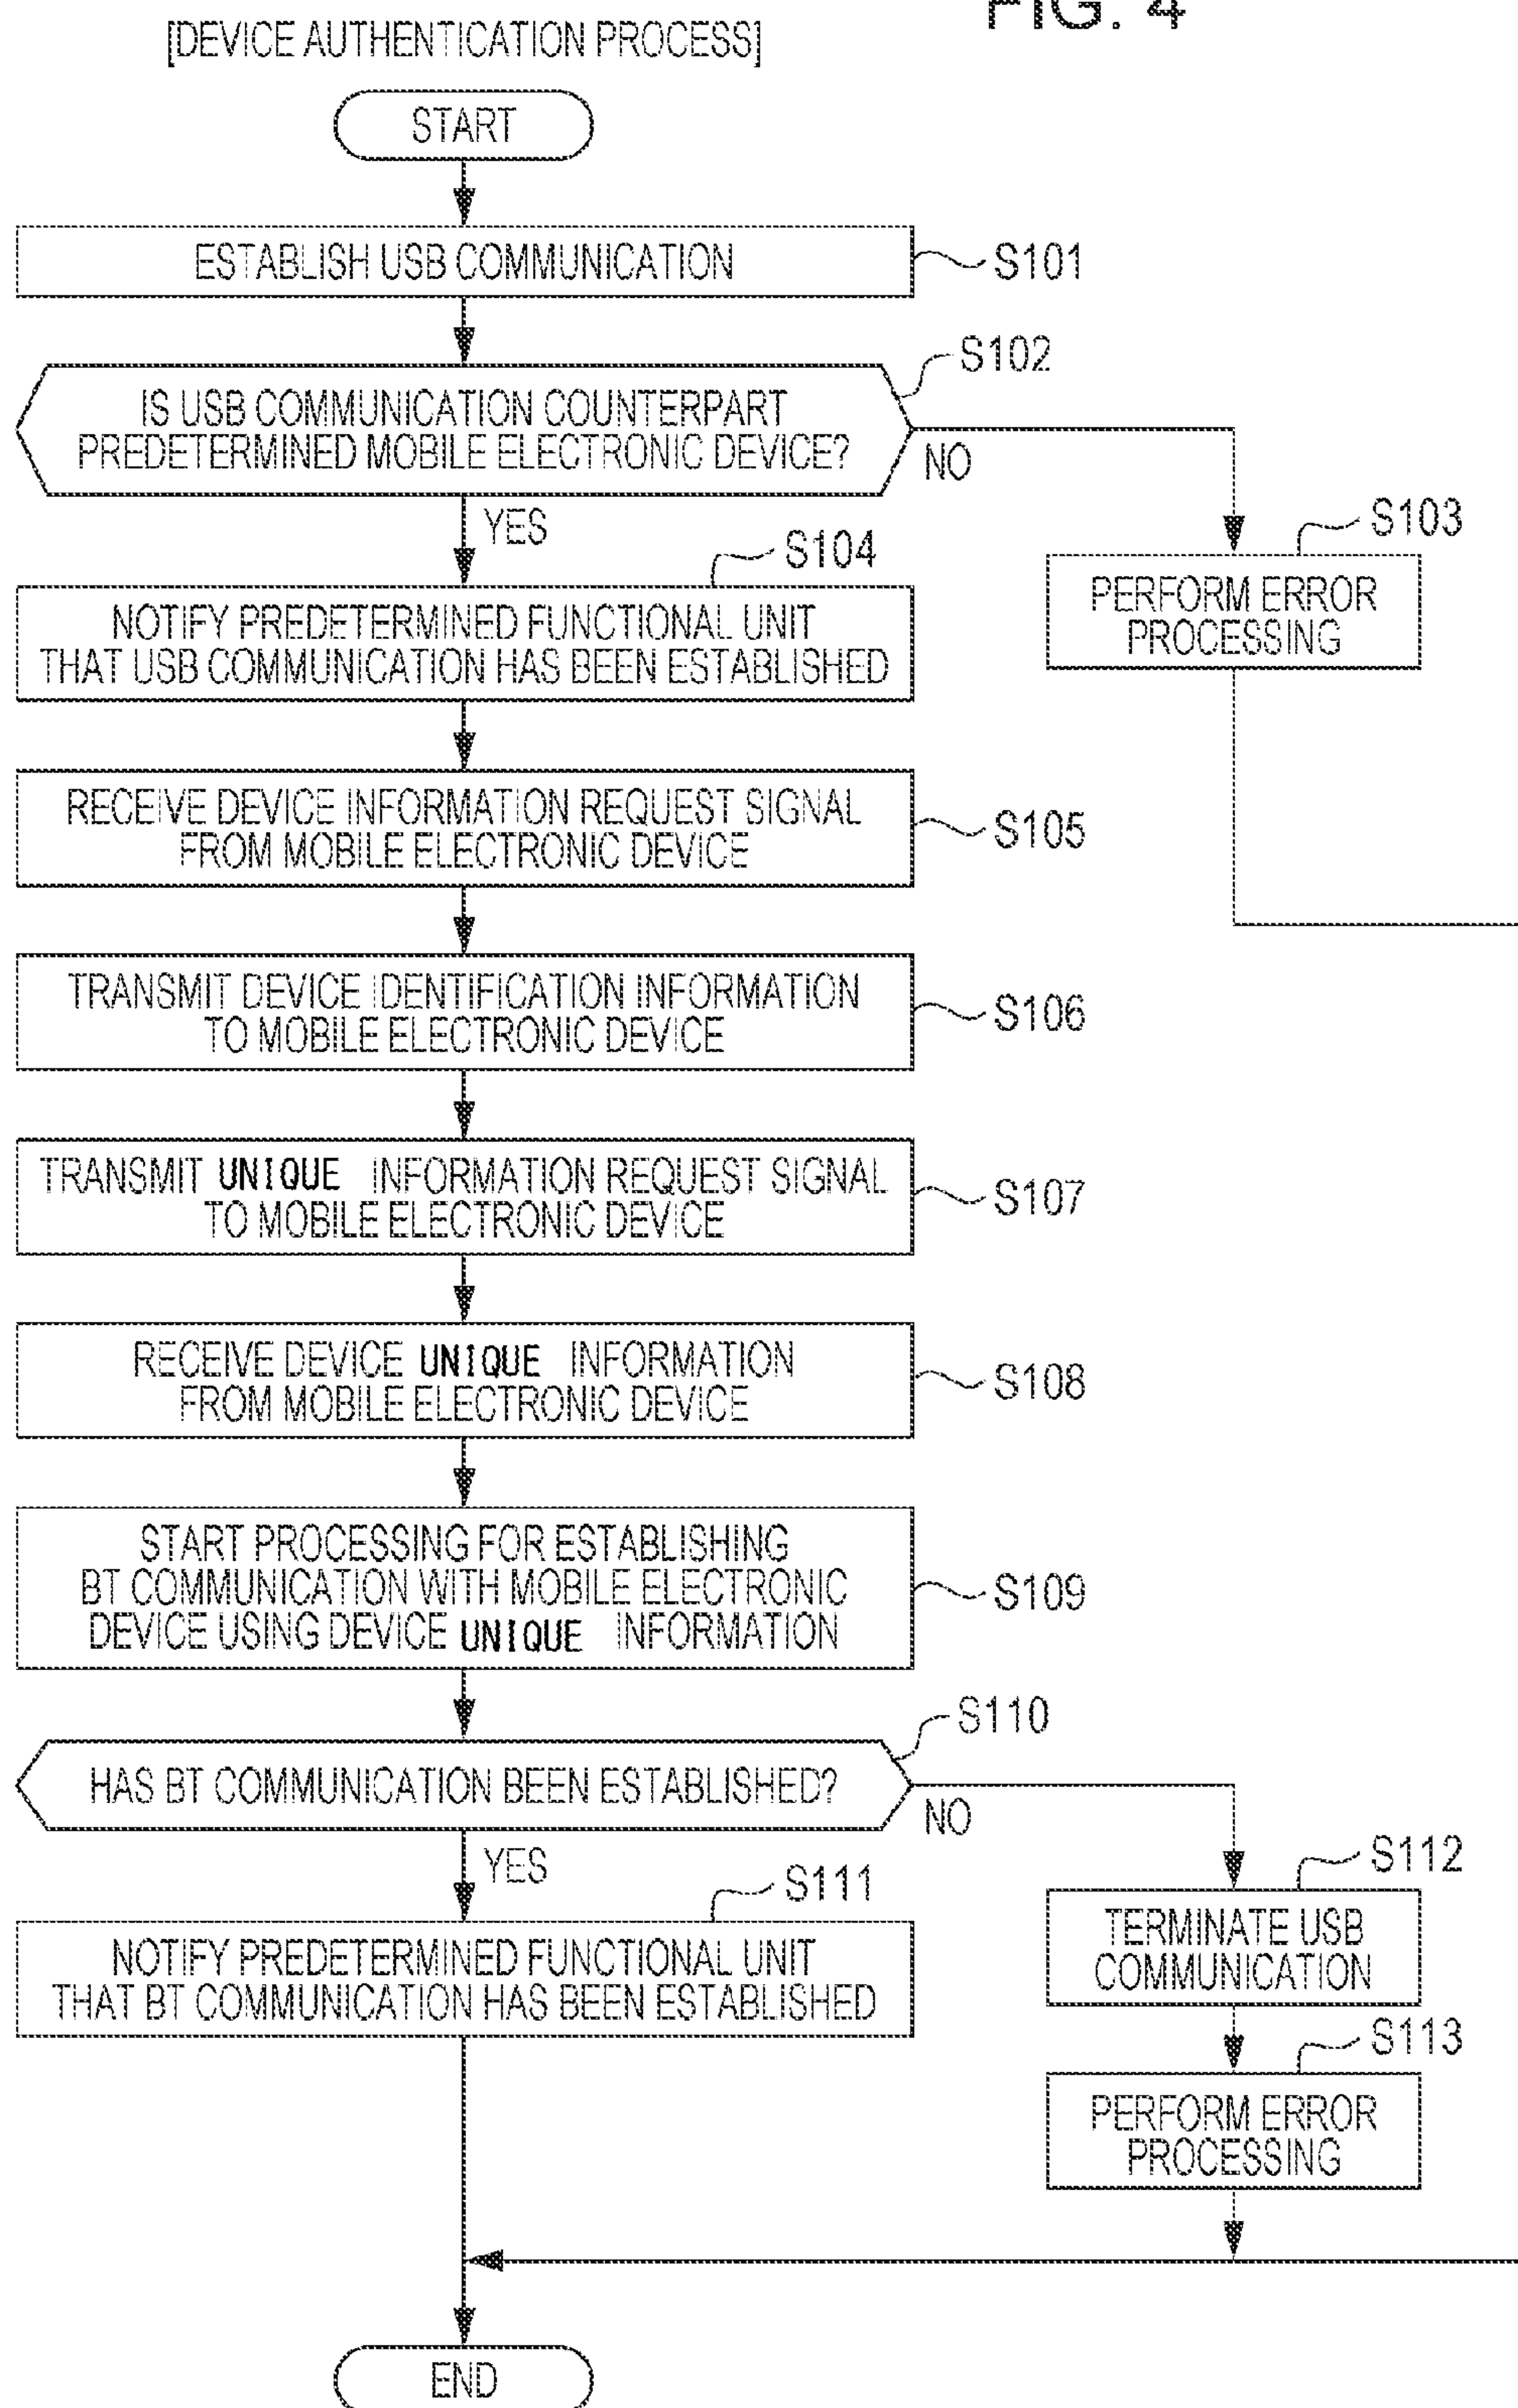 FIG. 4
[DEVICE AUTHENTICATION PROCESS]
START
ESTABLISH USB COMMUNICATION
S101
S102
IS USB COMMUNICATION COUNTERPART
PREDETERMINED MOBILE ELECTRONIC DEVICE?
NO
YES
S103
PERFORM ERROR
PROCESSING
S104
NOTIFY PREDETERMINED FUNCTIONAL UNIT
THAT USB COMMUNICATION HAS BEEN ESTABLISHED
RECEIVE DEVICE INFORMATION REQUEST SIGNAL
FROM MOBILE ELECTRONIC DEVICE
S105
TRANSMIT DEVICE IDENTIFICATION INFORMATION
TO MOBILE ELECTRONIC DEVICE
S106
TRANSMIT UNIQUE INFORMATION REQUEST SIGNAL
TO MOBILE ELECTRONIC DEVICE
S107
RECEIVE DEVICE UNIQUE INFORMATION
FROM MOBILE ELECTRONIC DEVICE
S108
START PROCESSING FOR ESTABLISHING
BT COMMUNICATION WITH MOBILE ELECTRONIC
DEVICE USING DEVICE UNIQUE INFORMATION
S109
S110
HAS BT COMMUNICATION BEEN ESTABLISHED?
NO
YES
S111
NOTIFY PREDETERMINED FUNCTIONAL UNIT
THAT BT COMMUNICATION HAS BEEN ESTABLISHED
S112
TERMINATE USB
COMMUNICATION
S113
PERFORM ERROR
PROCESSING
END